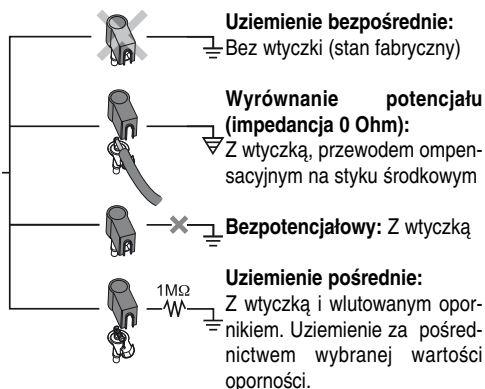 Uziemienie bezpośrednie:
Bez wtyczki (stan fabryczny)
Wyrównanie potencjału
(impedancja 0 Ohm):
Z wtyczką, przewodem ompen-
sacyjnym na styku środkowym
Bezpotencjałowy: Z wtyczką
1MΩ
Uziemienie pośrednie:
Z wtyczką i wlutowanym opor-
nikiem. Uziemienie za pośred-
nictwem wybranej wartości
oporności.